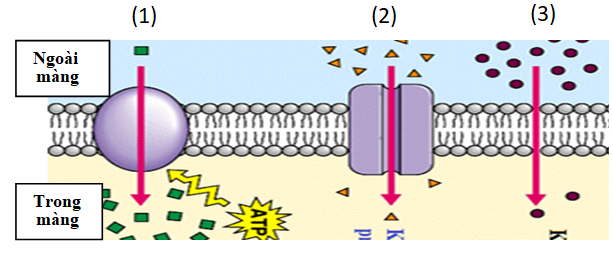 (1)
(2)
(3)
Ngoài
màng
Trong
màng
ATP
K
K